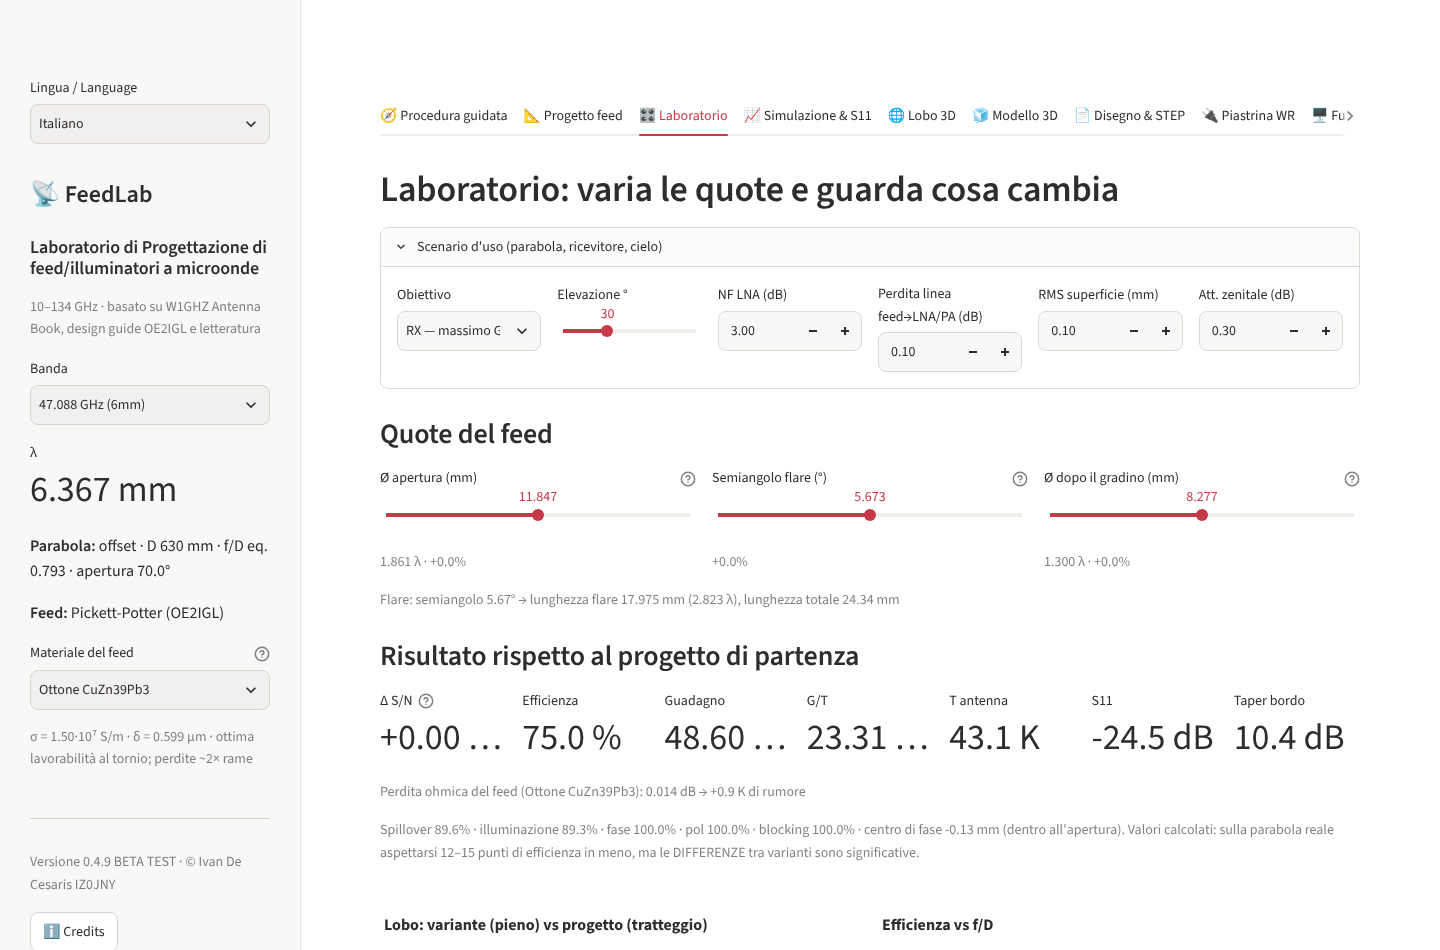 Lingua / Language
Italiano
📡 FeedLab
Laboratorio di Progettazione di
feed/illuminatori a microonde
10–134 GHz · basato su W1GHZ Antenna
Book, design guide OE2IGL e letteratura
Banda
47.088 GHz (6mm)
λ
6.367 mm
Parabola: offset · D 630 mm · f/D eq.
0.793 · apertura 70.0°
Feed: Pickett-Potter (OE2IGL)
Materiale del feed
Ottone CuZn39Pb3
σ = 1.50·10⁷ S/m · δ = 0.599 µm · ottima
lavorabilità al tornio; perdite ~2× rame
Versione 0.4.9 BETA TEST · © Ivan De
Cesaris IZ0JNY
ℹ️ Credits
🧭 Procedura guidata 📐 Progetto feed 🎛️ Laboratorio 📈 Simulazione & S11 🌐 Lobo 3D 🧊 Modello 3D 📄 Disegno & STEP 🔌 Piastrina WR 🖥️ Fu
Laboratorio: varia le quote e guarda cosa cambia
Scenario d'uso (parabola, ricevitore, cielo)
Obiettivo Elevazione ° NF LNA (dB) Perdita linea feed→LNA/PA (dB) RMS superficie (mm) Att. zenitale (dB)
RX — massimo G 30 3.00 0.10 0.10 0.30
Quote del feed
Ø apertura (mm) Semiangolo flare (°) Ø dopo il gradino (mm)
11.847 5.673 8.277
1.861 λ · +0.0% +0.0% 1.300 λ · +0.0%
Flare: semiangolo 5.67° → lunghezza flare 17.975 mm (2.823 λ), lunghezza totale 24.34 mm
Risultato rispetto al progetto di partenza
Δ S/N Efficienza Guadagno G/T T antenna S11 Taper bordo
+0.00 … 75.0 % 48.60 … 23.31 … 43.1 K -24.5 dB 10.4 dB
Perdita ohmica del feed (Ottone CuZn39Pb3): 0.014 dB → +0.9 K di rumore
Spillover 89.6% · illuminazione 89.3% · fase 100.0% · pol 100.0% · blocking 100.0% · centro di fase -0.13 mm (dentro all'apertura). Valori calcolati: sulla parabola reale
aspettarsi 12–15 punti di efficienza in meno, ma le DIFFERENZE tra varianti sono significative.
Lobo: variante (pieno) vs progetto (tratteggio) Efficienza vs f/D